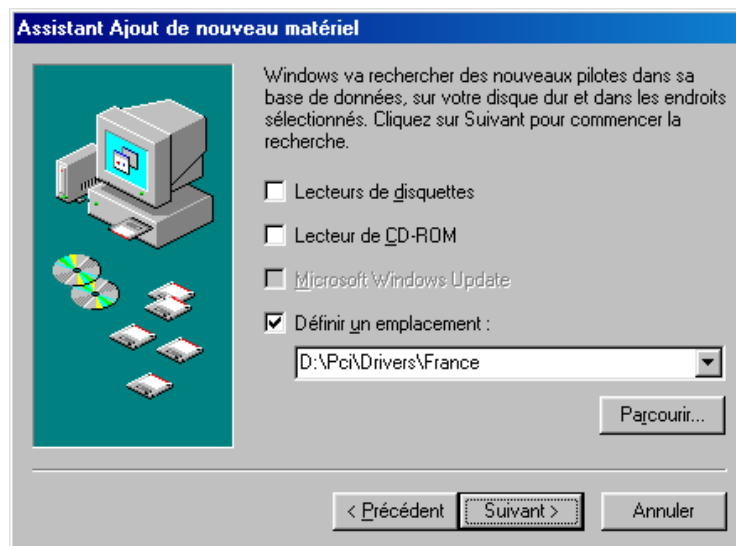 Assistant Ajout de nouveau matériel
Windows va rechercher des nouveaux pilotes dans sa
base de données, sur votre disque dur et dans les endroits
sélectionnés. Cliquez sur Suivant pour commencer la
recherche.
Lecteurs de disquettes
Lecteur de CD-ROM
Microsoft Windows Update
Définir un emplacement :
D:\Pci\Drivers\France
Parcourir...
< Précédent
Suivant >
Annuler